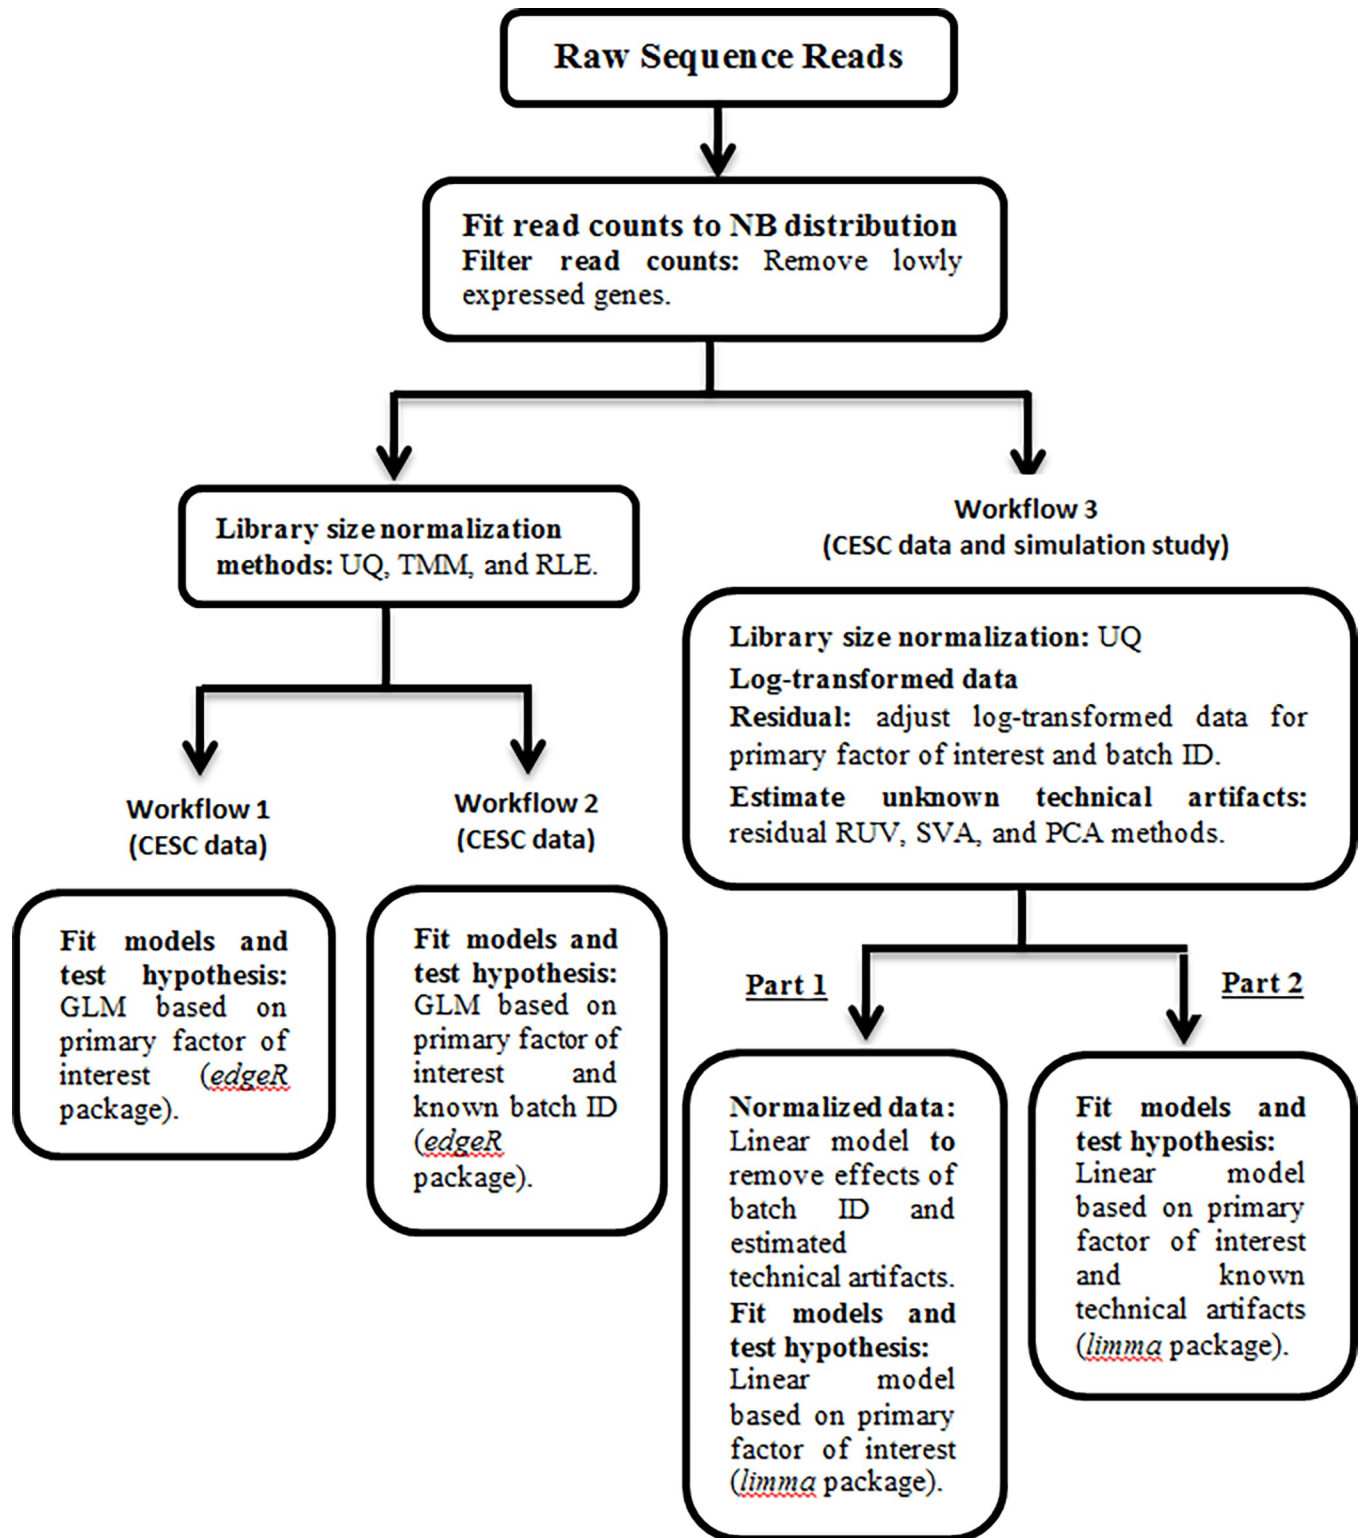 Raw Sequence Reads
Fit read counts to NB distribution
Filter read counts: Remove lowly
expressed genes.
Library size normalization
methods: UQ, TMM, and RLE.
Workflow 1
(CESC data)
Fit models and
test hypothesis:
GLM based on
primary factor of
interest (edgeR
package).
Workflow 2
(CESC data)
Fit models and
test hypothesis:
GLM based on
primary factor of
interest and
known batch ID
(edgeR
package).
Workflow 3
(CESC data and simulation study)
Library size normalization: UQ
Log-transformed data
Residual: adjust log-transformed data for
primary factor of interest and batch ID.
Estimate unknown technical artifacts:
residual RUV, SVA, and PCA methods.
Part 1
Normalized data:
Linear model to
remove effects of
batch ID and
estimated
technical artifacts.
Fit models and
test hypothesis:
Linear model
based on primary
factor of interest
(limma package).
Part 2
Fit models and
test hypothesis:
Linear model
based on primary
factor of interest
and known
technical artifacts
(limma package).